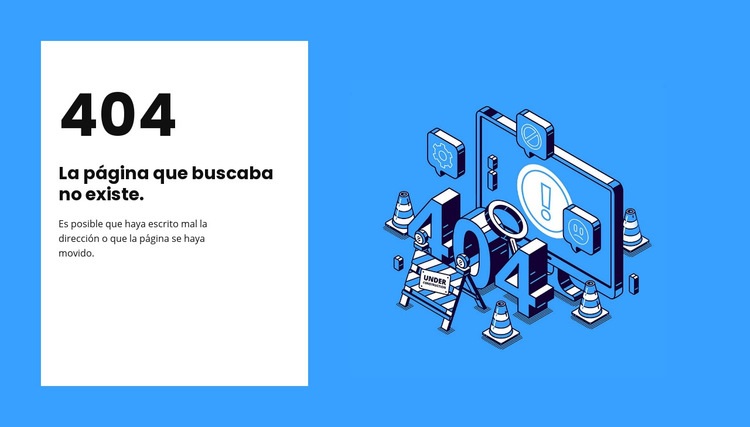 404
La página que buscaba
no existe.
Es posible que haya escrito mal la
dirección o que la página se haya
movido.
404
UNDER
CONSTRUCTION